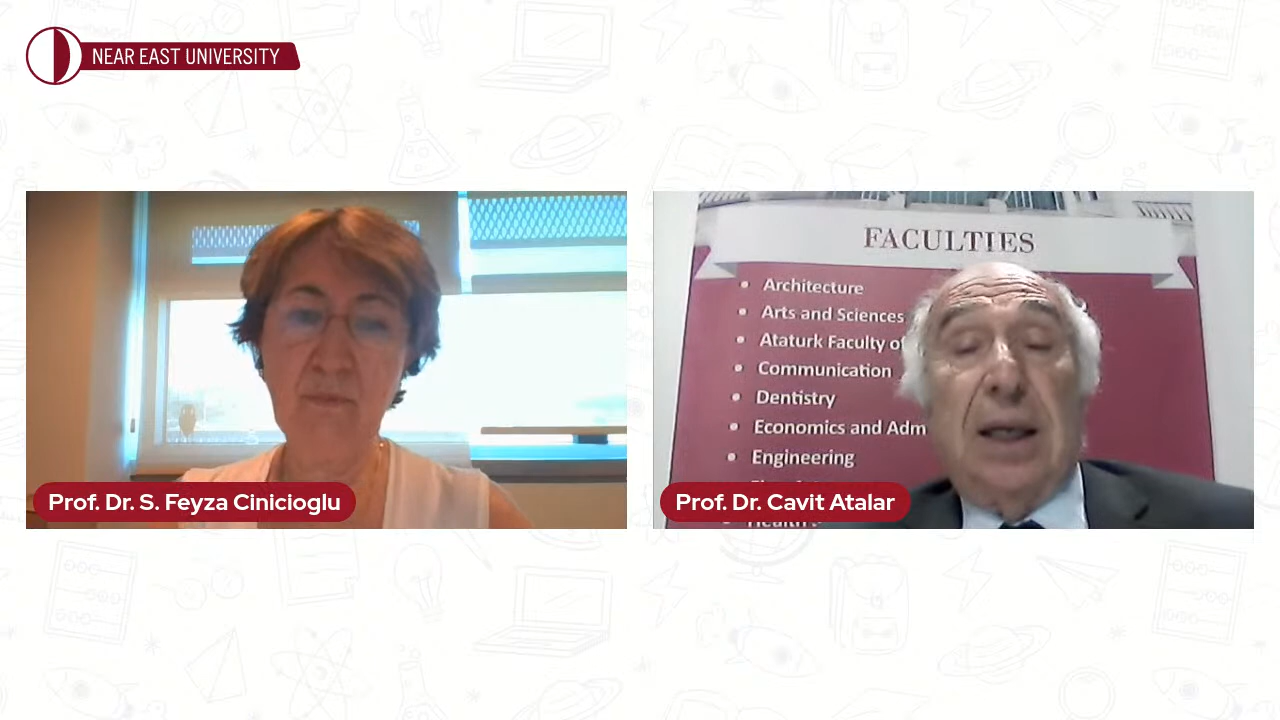 NEAR EAST UNIVERSITY
FACULTIES
Architecture
Arts and Sciences
Ataturk Faculty of
Communication
Dentistry
Economics and Adm
Engineering
Prof. Dr. S. Feyza Cinicioglu
Prof. Dr. Cavit Atalar